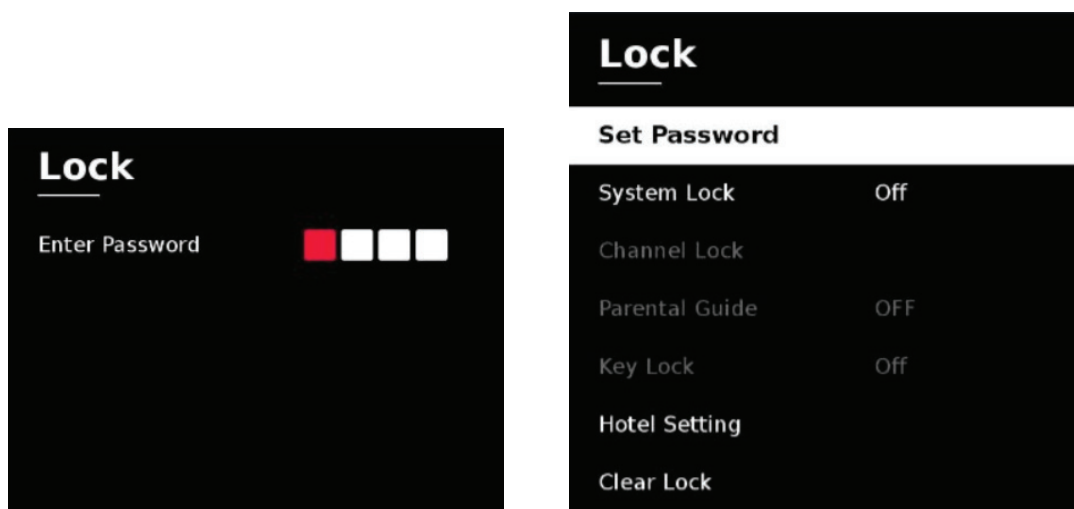 Lock
Enter Password
Lock
Set Password
System Lock Off
Channel Lock
Parental Guide OFF
Key Lock Off
Hotel Setting
Clear Lock